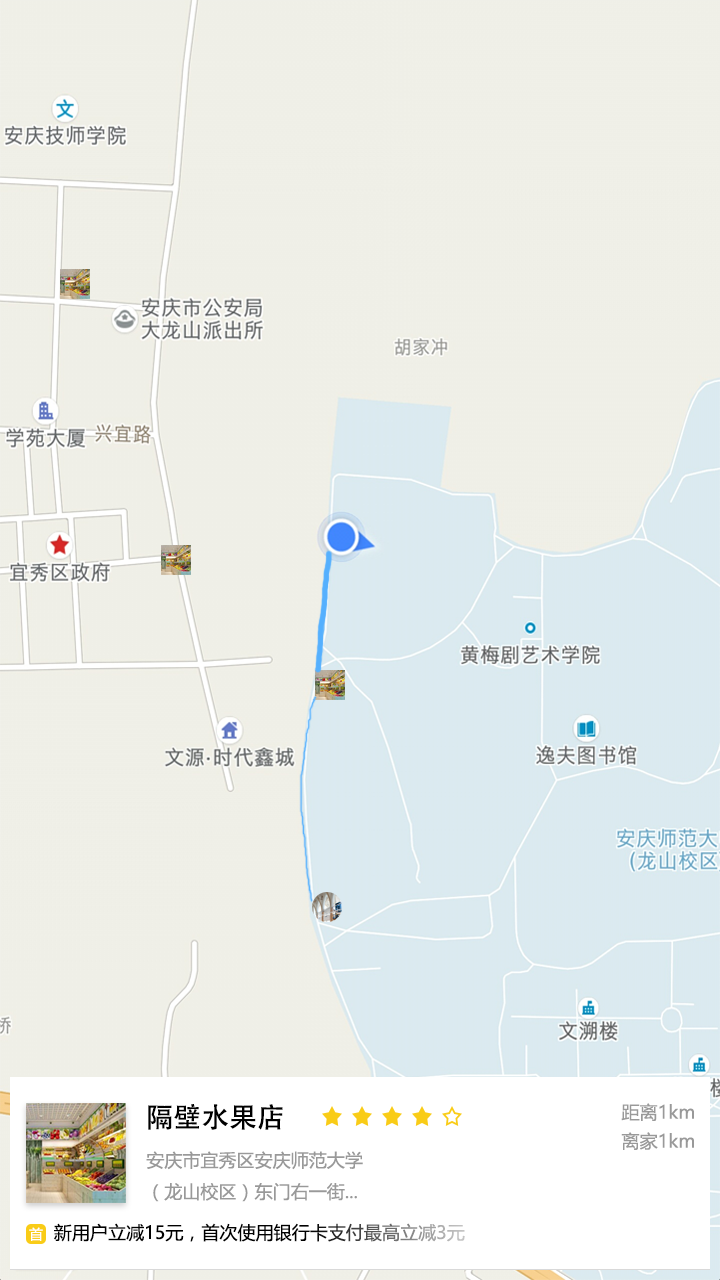 文
安庆技师学院
安庆市公安局
大龙山派出所
胡家冲
学苑大厦
兴宜路
宜秀区政府
黄梅剧艺术学院
逸夫图书馆
文源·时代鑫城
安庆师范大
(龙山校区
桥
文溯楼
楼
隔壁水果店
距离1km
离家1km
安庆市宜秀区安庆师范大学
（龙山校区）东门右一街...
首 新用户立减15元，首次使用银行卡支付最高立减3元